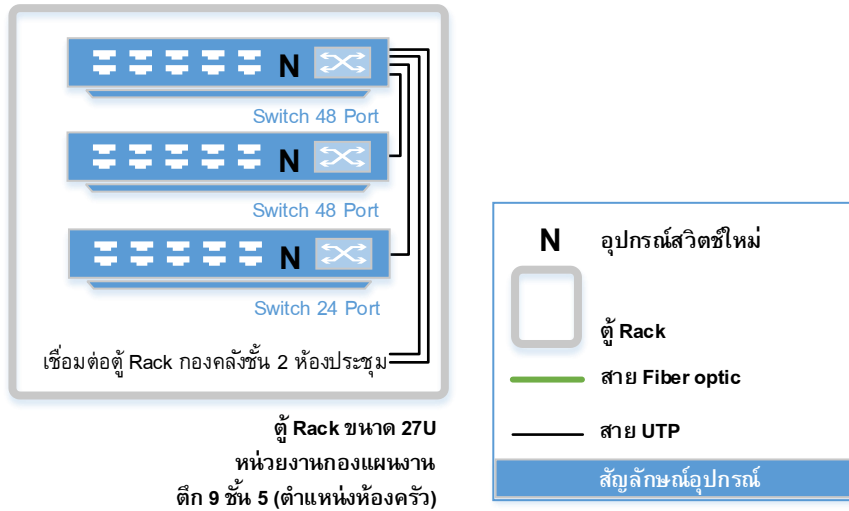 N
Switch 48 Port
N
Switch 48 Port
N
Switch 24 Port
เชื่อมต่อตู้ Rack กองคลังชั้น 2 ห้องประชุม
ตู้ Rack ขนาด 27U
หน่วยงานกองแผนงาน
ตึก 9 ชั้น 5 (ตำแหน่งห้องครัว)
N อุปกรณ์สวิตช์ใหม่
ตู้ Rack
สาย Fiber optic
สาย UTP
สัญลักษณ์อุปกรณ์